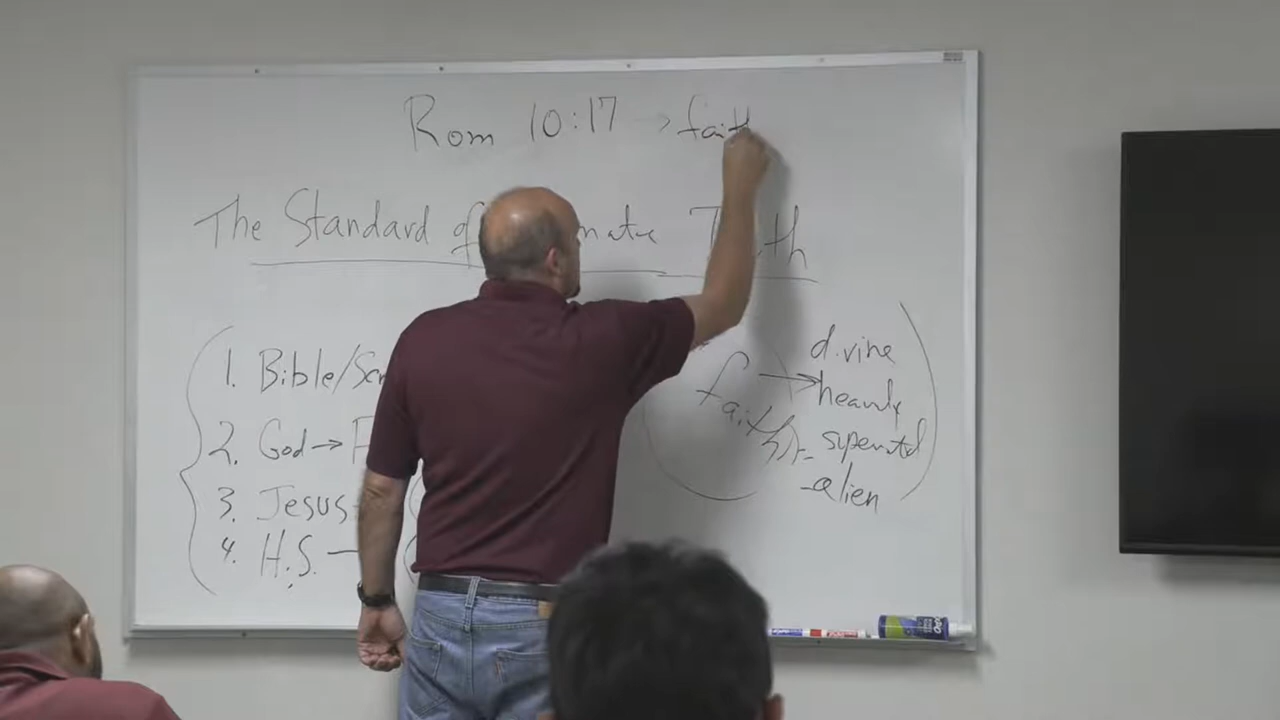 Rom 10:17 → faith
The Standard of Truth
1. Bible/Scr
2. God →
3. Jesus
4. H.S. —
faith → divine
heavenly
- supernatural
- alien